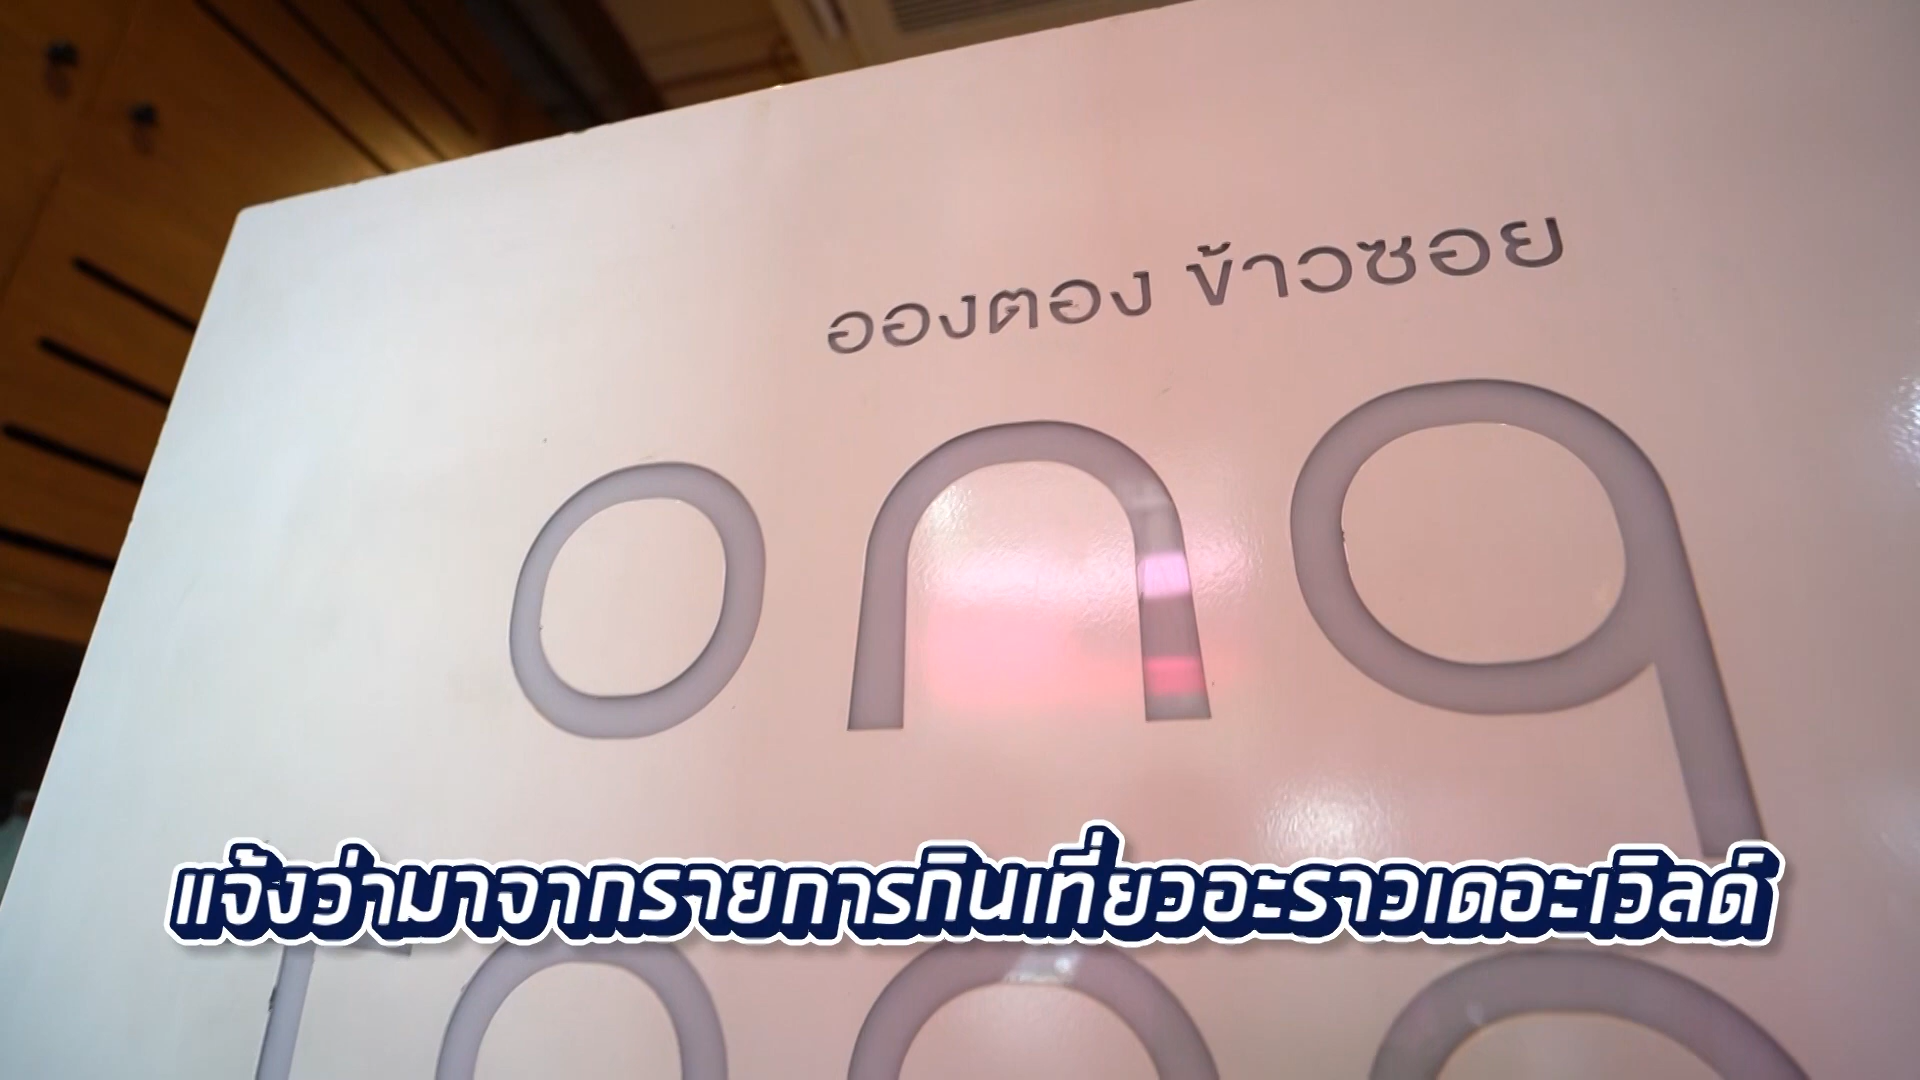 อองตอง ข้าวซอย
ong
แจ้งว่ามาจากรายการกินเที่ยวอะราวเดอะเวิลด์